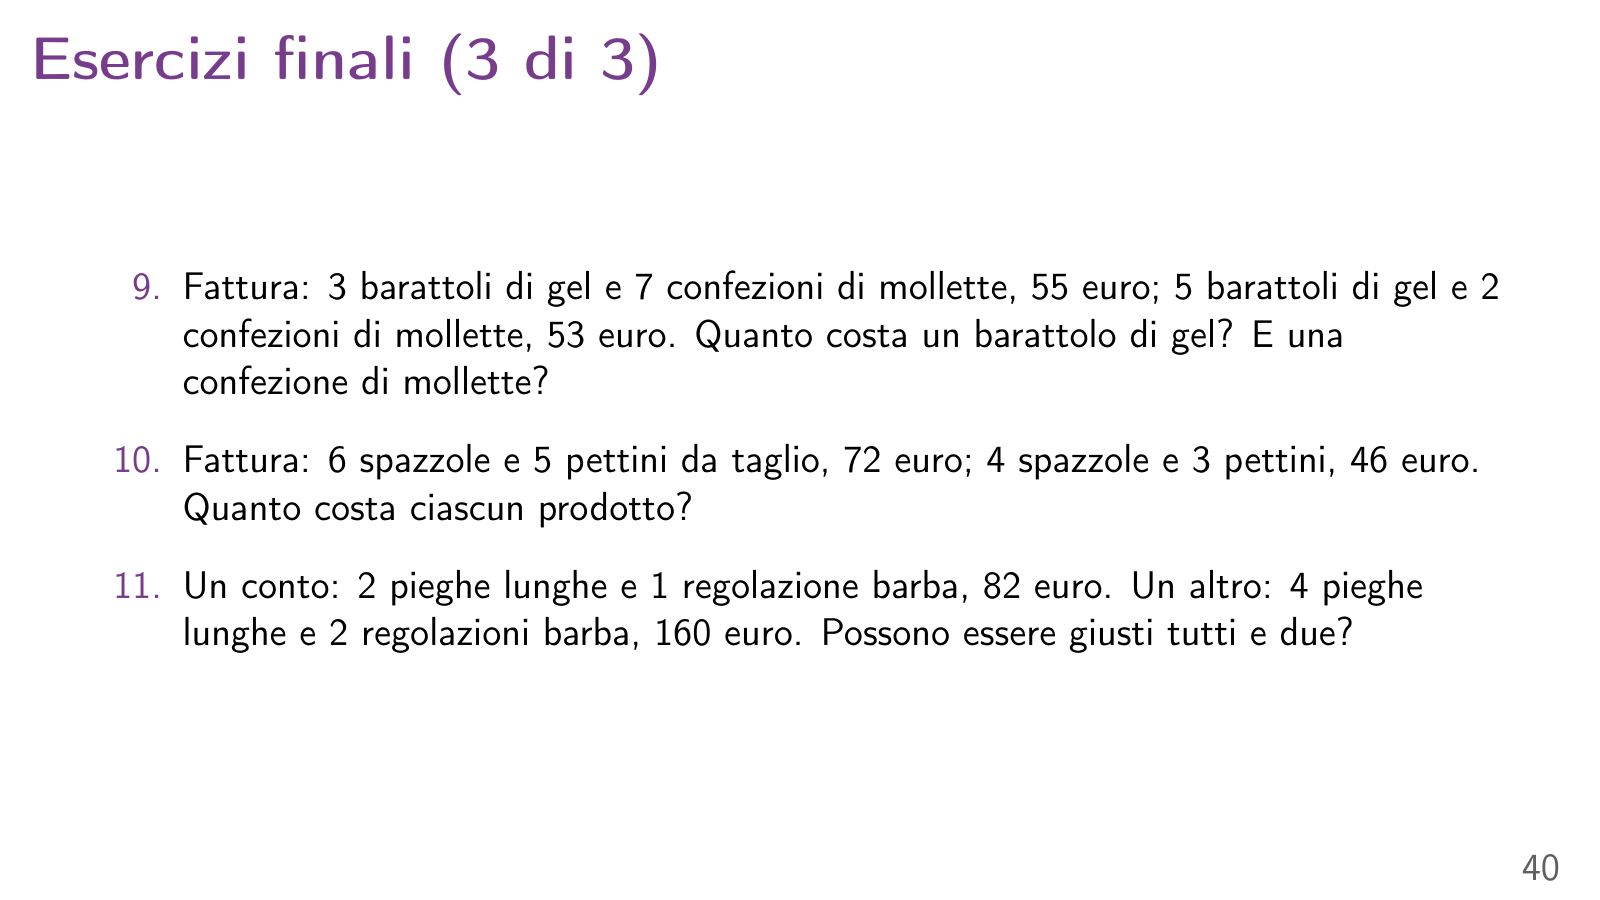 Esercizi finali (3 di 3)
9. Fattura: 3 barattoli di gel e 7 confezioni di mollette, 55 euro; 5 barattoli di gel e 2
confezioni di mollette, 53 euro. Quanto costa un barattolo di gel? E una
confezione di mollette?
10. Fattura: 6 spazzole e 5 pettini da taglio, 72 euro; 4 spazzole e 3 pettini, 46 euro.
Quanto costa ciascun prodotto?
11. Un conto: 2 pieghe lunghe e 1 regolazione barba, 82 euro. Un altro: 4 pieghe
lunghe e 2 regolazioni barba, 160 euro. Possono essere giusti tutti e due?
40